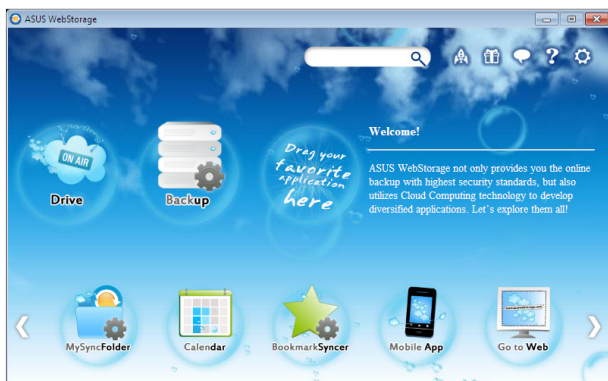 ASUS WebStorage
?
ON AIR
Drive
Backup
Drag your
favorite
application
here
Welcome!
ASUS WebStorage not only provides you the online
backup with highest security standards, but also
utilizes Cloud Computing technology to develop
diversified applications. Let's explore them all!
MySyncFolder
Calendar
BookmarkSyncer
Mobile App
Go to Web